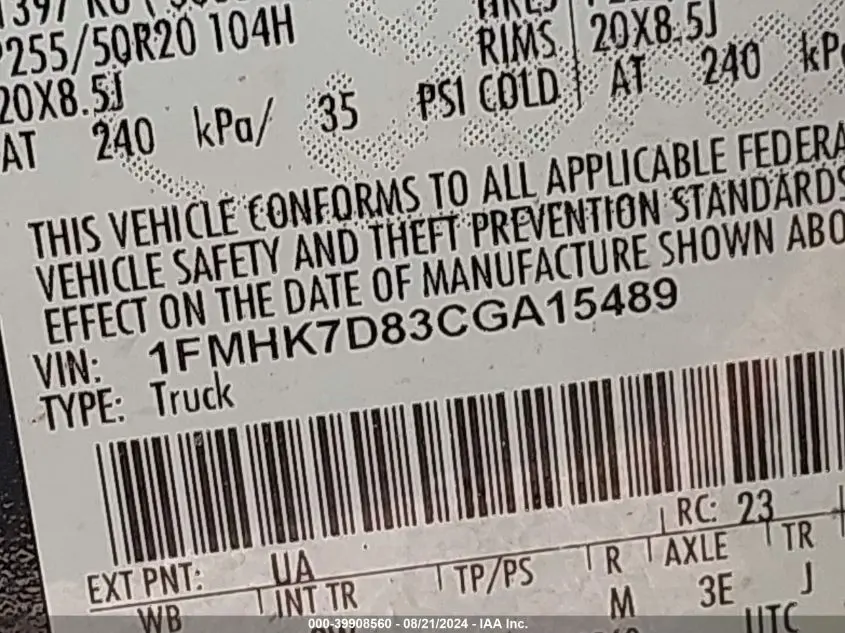 HRES
P255/50R20 104H RIMS 20X8.5J
20X8.5J
AT 240 kPa/ 35 PSI COLD AT 240
THIS VEHICLE CONFORMS TO ALL APPLICABLE
VEHICLE SAFETY AND THEFT PREVENTION STANDARDS
EFFECT ON THE DATE OF MANUFACTURE SHOWN
VIN: 1FMHK7D83CGA15489
TYPE: Truck
RC: 23
EXT PNT: UA R AXLE TR
WB INT TR TP/PS M 3E J
UTC
000-39908560 - 08/21/2024 - IAA Inc.